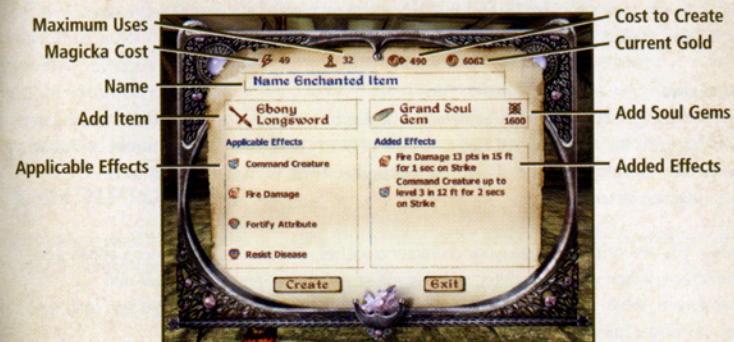 Maximum Uses
Magicka Cost
Name
Add Item
Applicable Effects
49
32
490
6062
Name Enchanted Item
Ebony
Longsword
Grand Soul
Gem
1600
Applicable Effects
Command Creature
Fire Damage
Fortify Attribute
Resist Disease
Added Effects
Fire Damage 13 pts in 15 ft
for 1 sec on Strike
Command Creature up to
level 3 in 12 ft for 2 secs
on Strike
Create
Exit
Cost to Create
Current Gold
Add Soul Gems
Added Effects